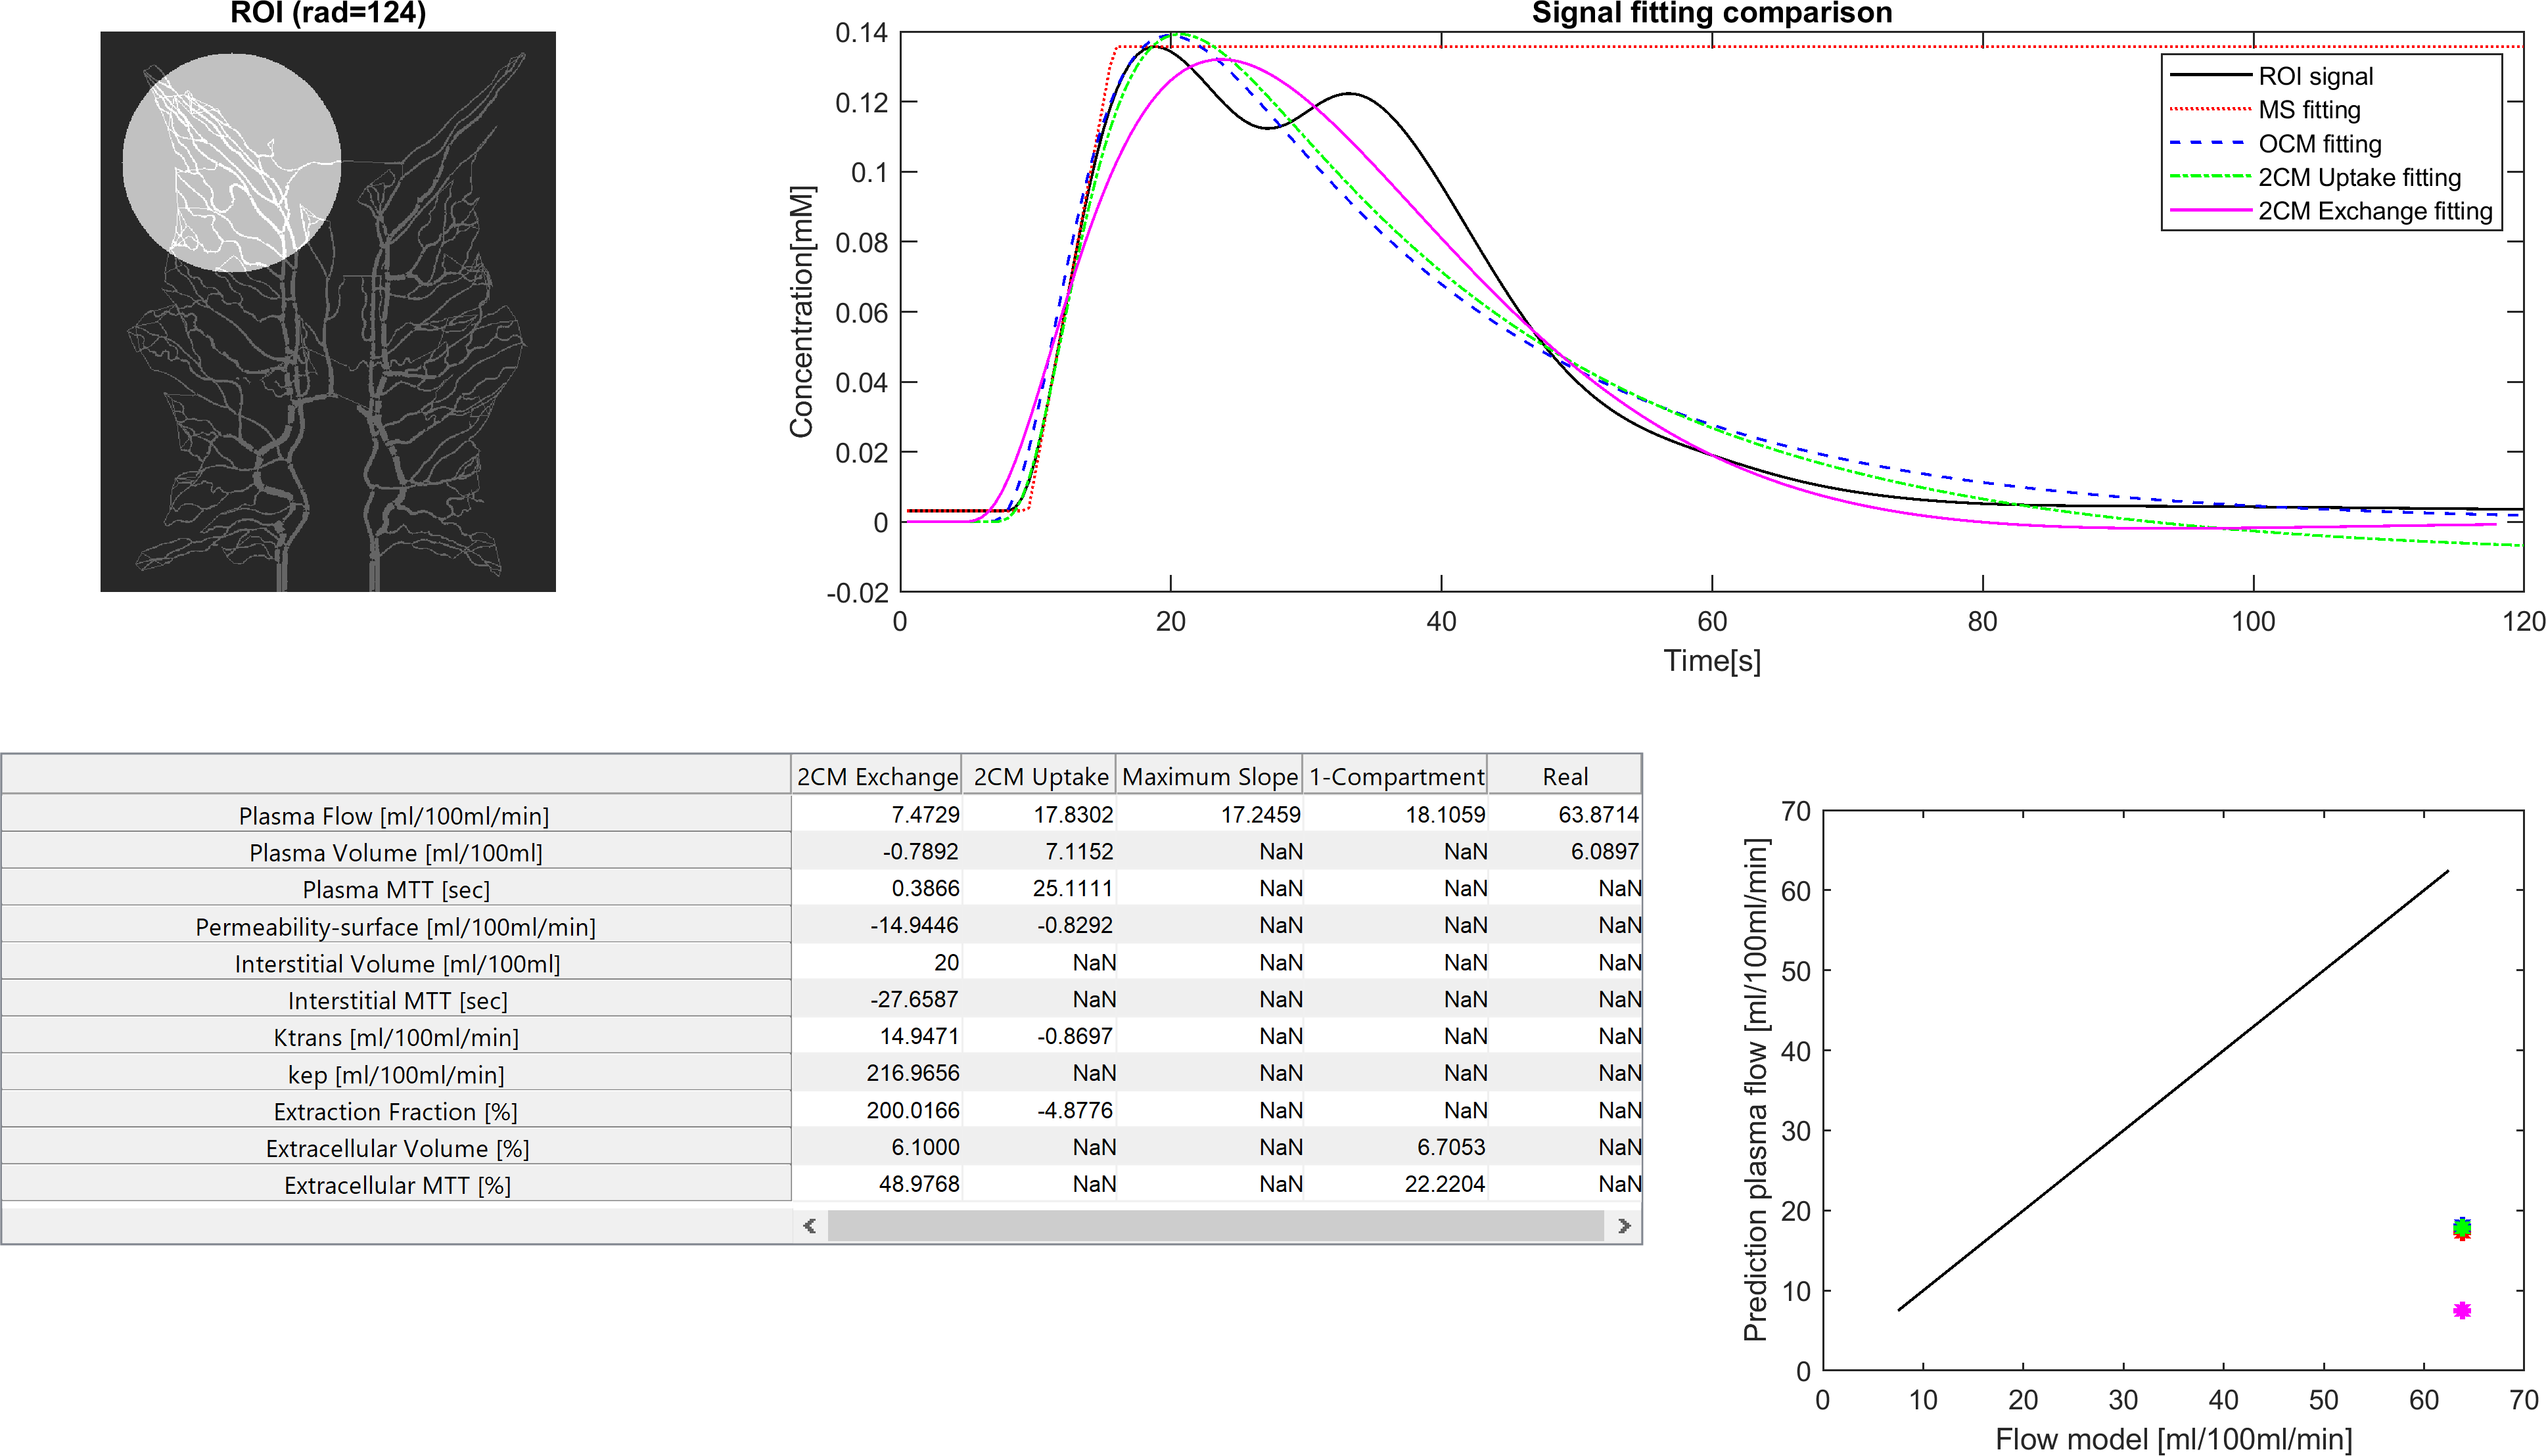 ROI (rad=124)
Signal fitting comparison
0.14
0.12
0.1
0.08
0.06
0.04
0.02
0
-0.02
Concentration[mM]
0 20 40 60 80 100 120
Time[s]
ROI signal
MS fitting
OCM fitting
2CM Uptake fitting
2CM Exchange fitting
2CM Exchange 2CM Uptake Maximum Slope 1-Compartment Real
Plasma Flow [ml/100ml/min] 7.4729 17.8302 17.2459 18.1059 63.8714
Plasma Volume [ml/100ml] -0.7892 7.1152 NaN NaN 6.0897
Plasma MTT [sec] 0.3866 25.1111 NaN NaN NaN
Permeability-surface [ml/100ml/min] -14.9446 -0.8292 NaN NaN NaN
Interstitial Volume [ml/100ml] 20 NaN NaN NaN NaN
Interstitial MTT [sec] -27.6587 NaN NaN NaN NaN
Ktrans [ml/100ml/min] 14.9471 -0.8697 NaN NaN NaN
kep [ml/100ml/min] 216.9656 NaN NaN NaN NaN
Extraction Fraction [%] 200.0166 -4.8776 NaN NaN NaN
Extracellular Volume [%] 6.1000 NaN NaN 6.7053 NaN
Extracellular MTT [%] 48.9768 NaN NaN 22.2204 NaN
70
60
50
40
30
20
10
0
Prediction plasma flow [ml/100ml/min]
0 10 20 30 40 50 60 70
Flow model [ml/100ml/min]